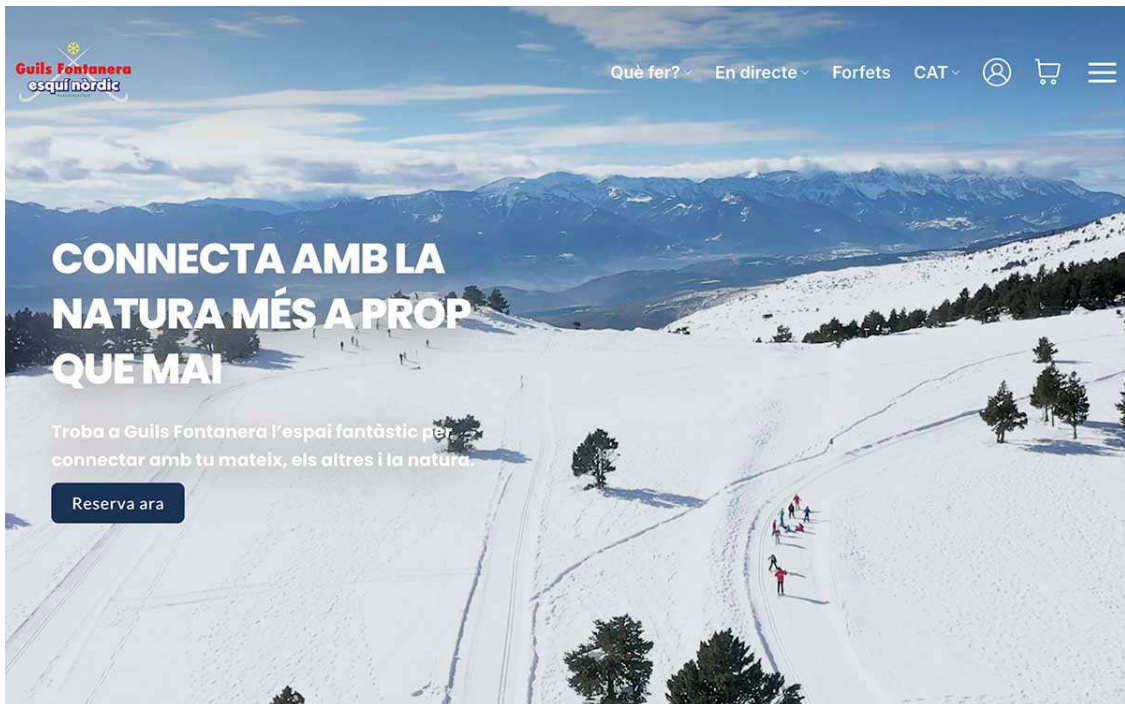 Guils Fontanera
esquí nòrdic
Què fer?
En directe
Forfets
CAT
CONNECTA AMB LA
NATURA MÉS A PROP
QUE MAI
Troba a Guils Fontanera l'espai fantàstic per
connectar amb tu mateix, els altres i la natura.
Reserva ara